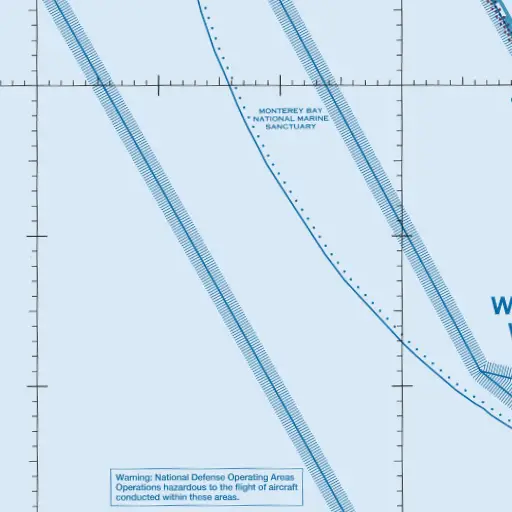 MONTEREY BAY
NATIONAL MARINE
SANCTUARY
W
Warning: National Defense Operating Areas
Operations hazardous to the flight of aircraft
conducted within these areas.